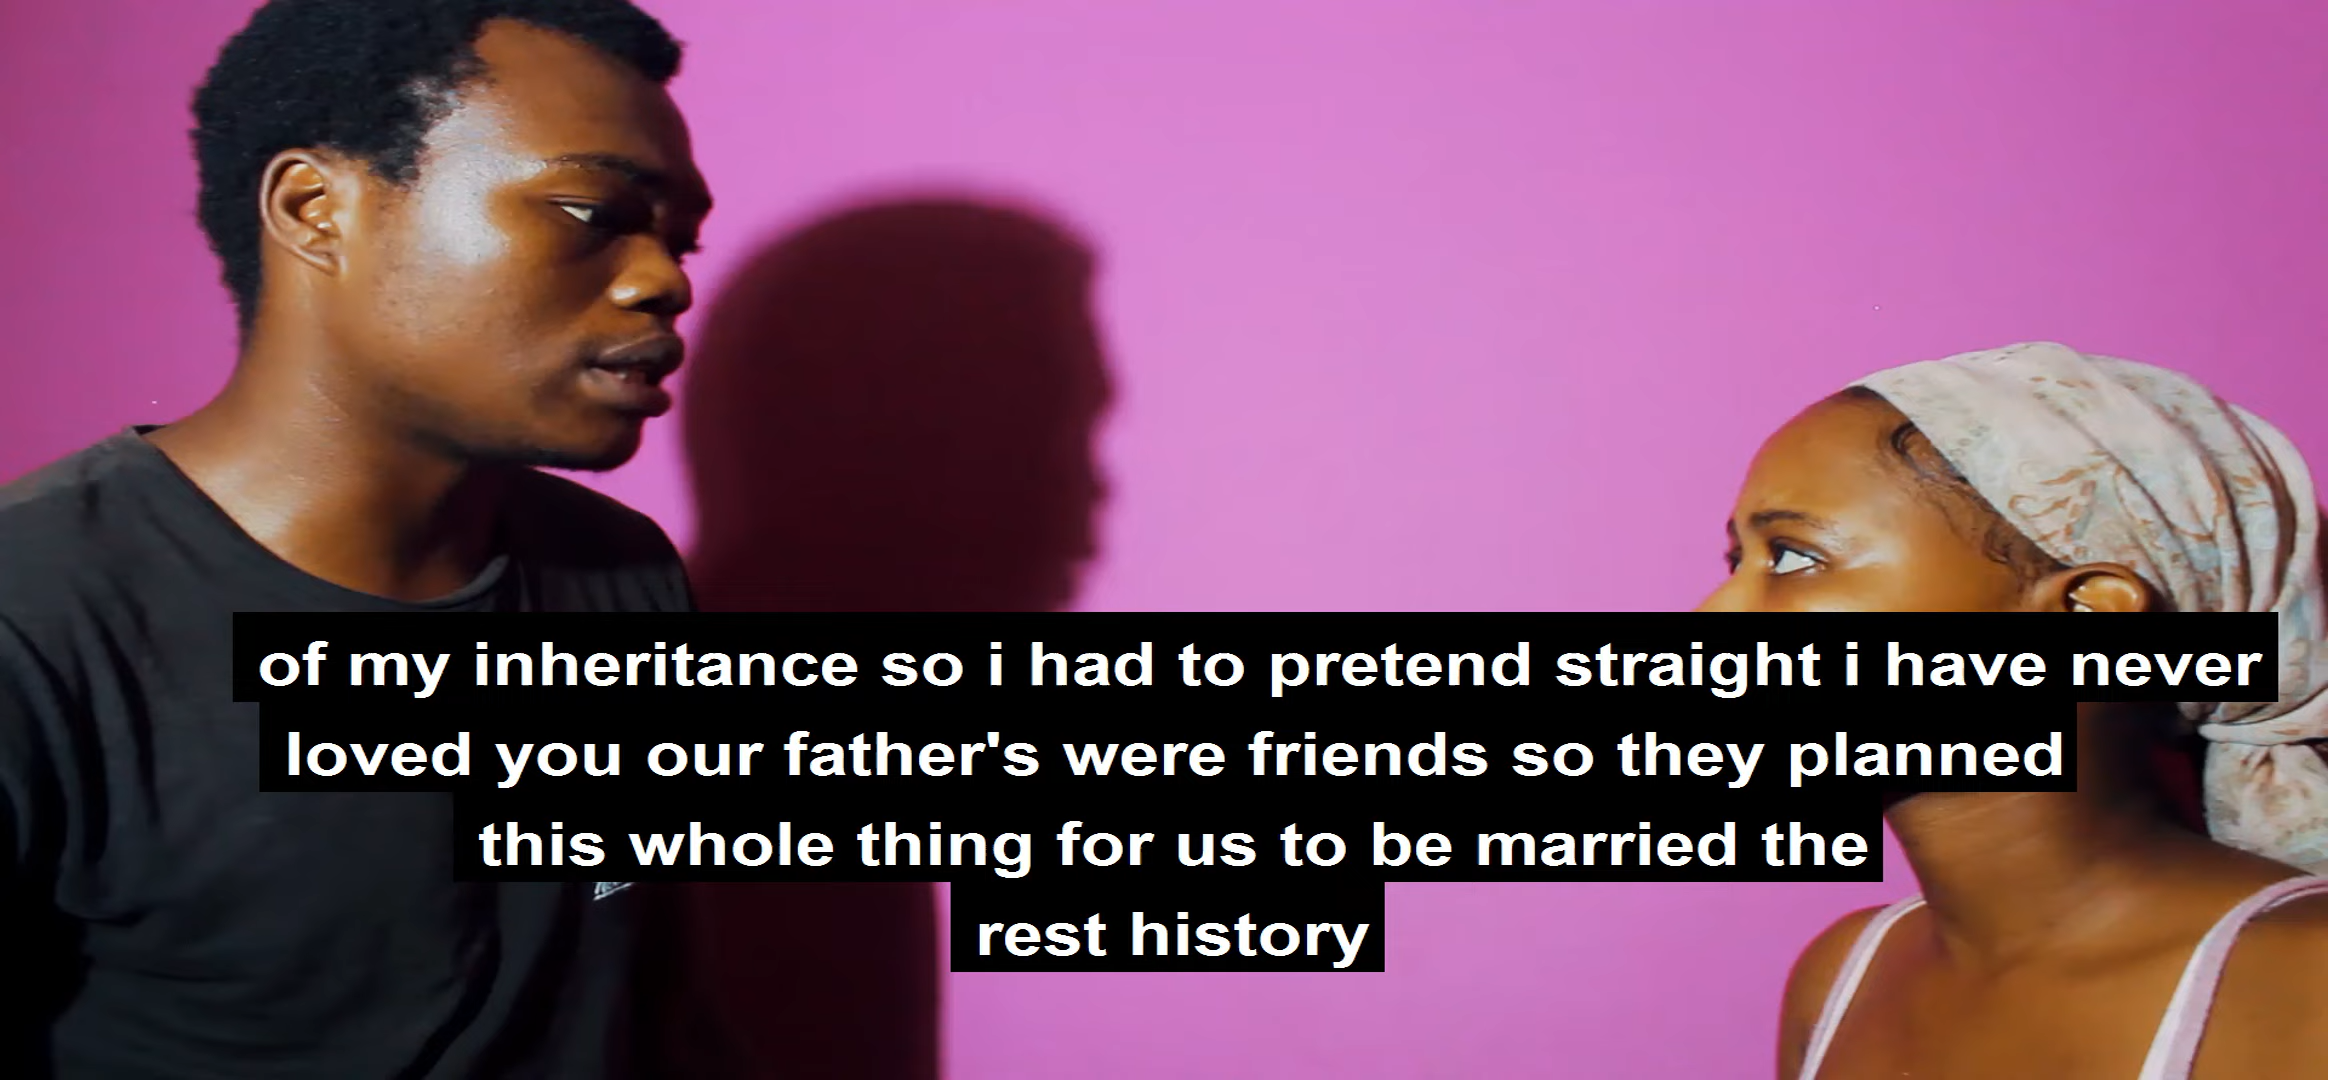 of my inheritance so i had to pretend straight i have never
loved you our father's were friends so they planned
this whole thing for us to be married the
rest history